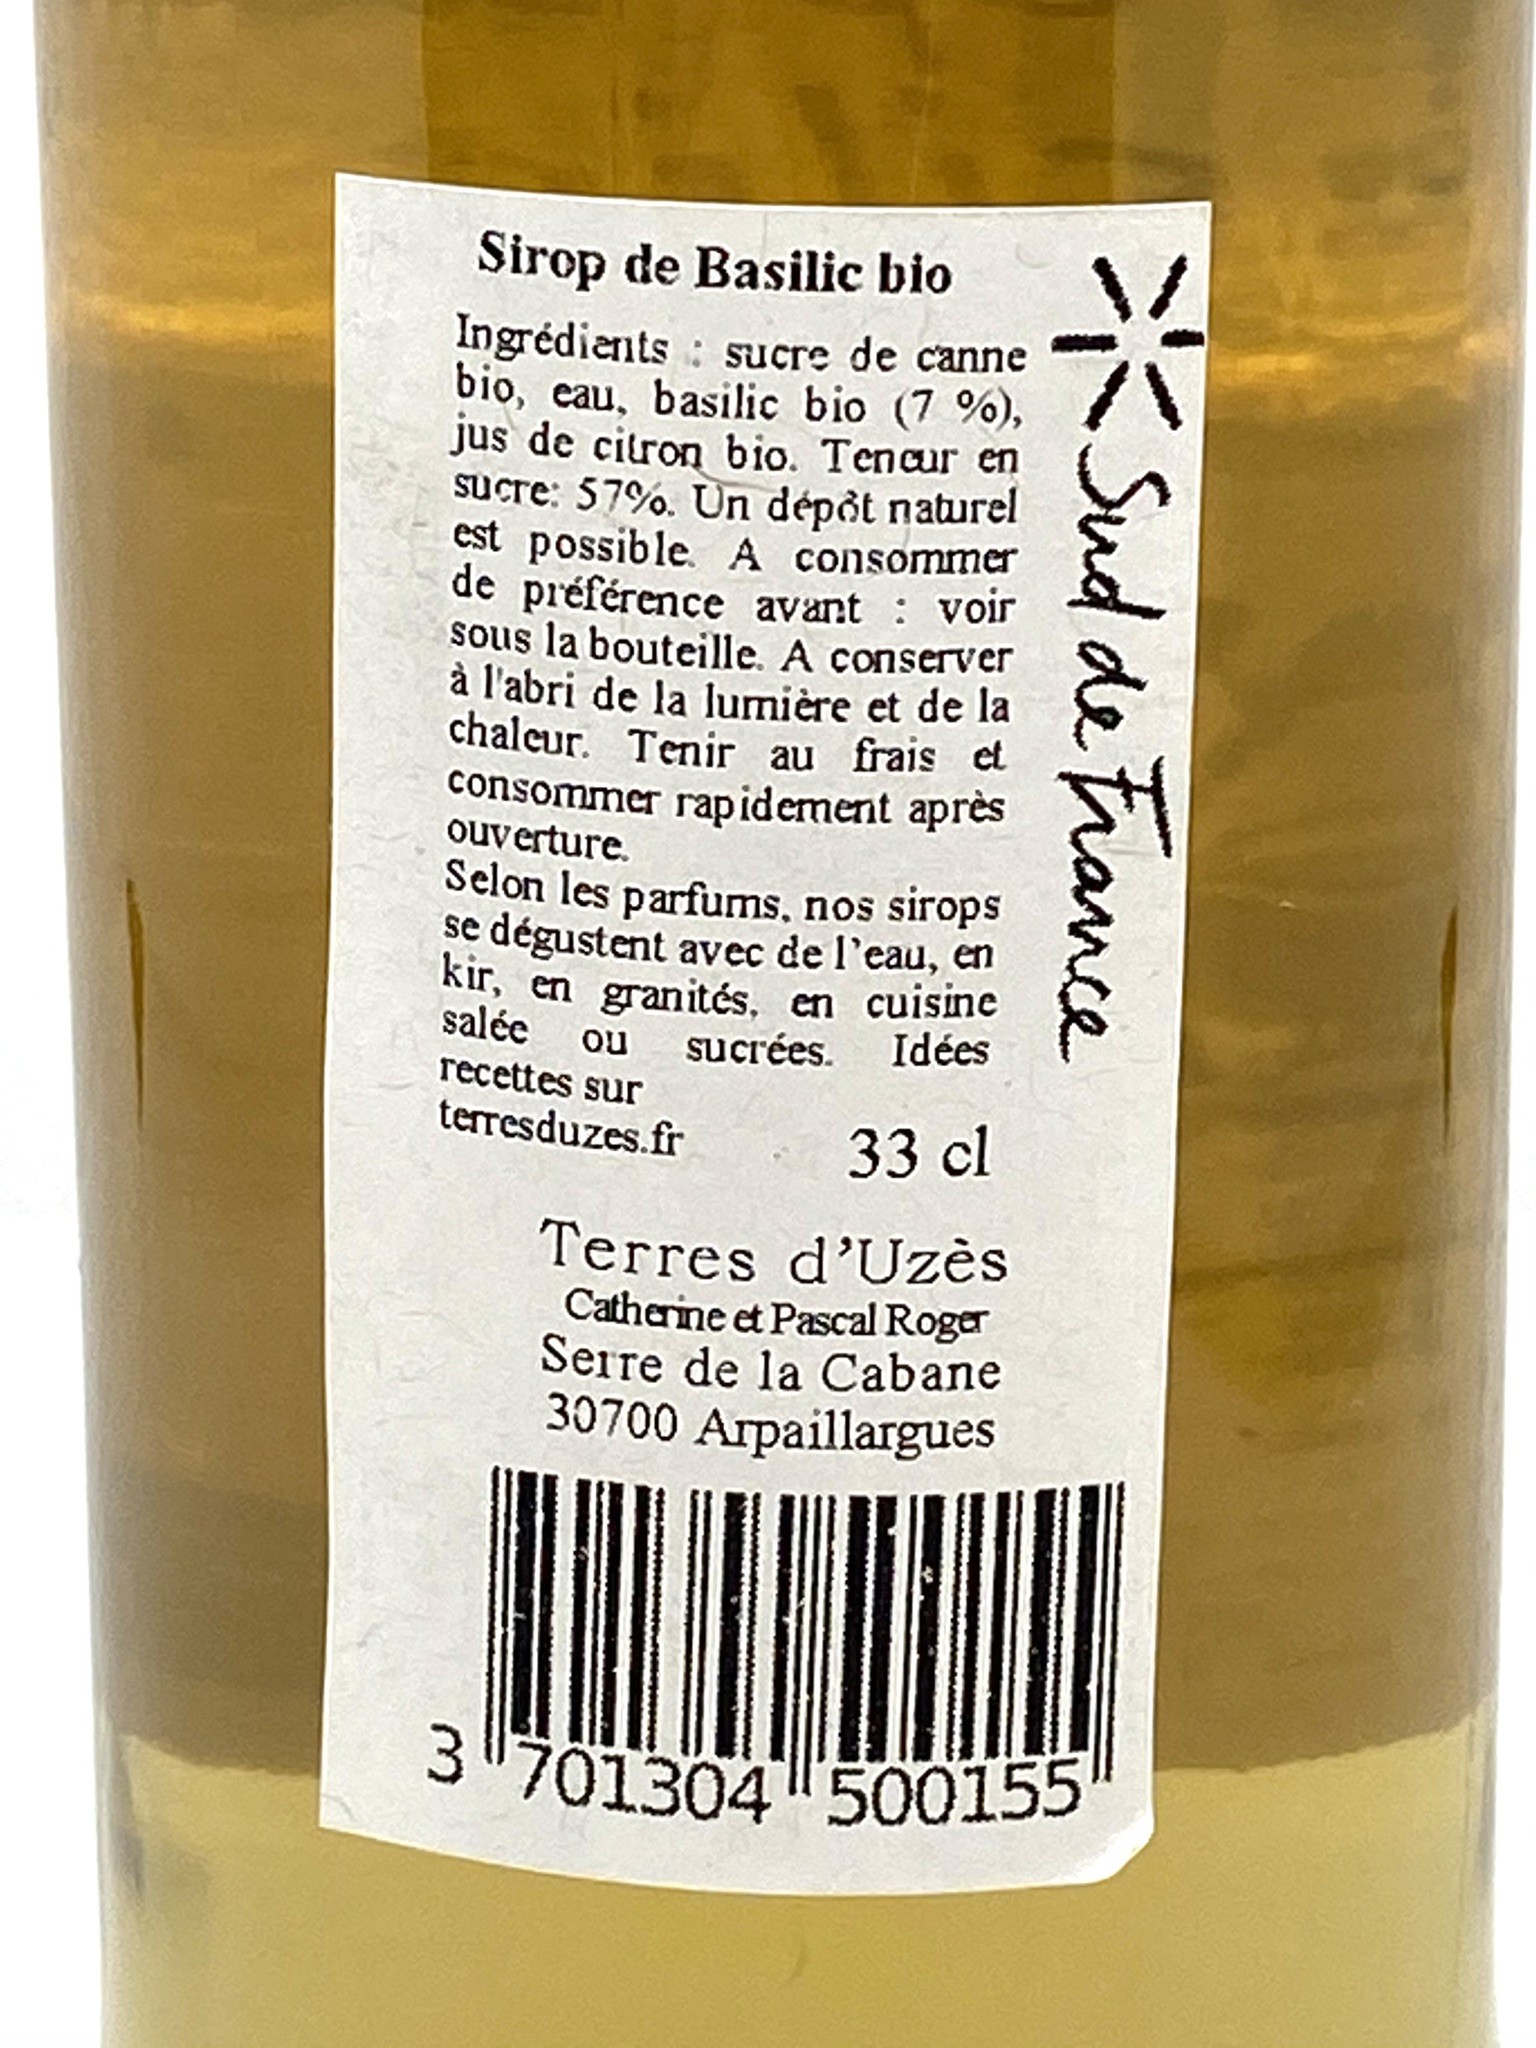 Sirop de Basilic bio
Ingrédients : sucre de canne
bio, eau, basilic bio (7 %),
jus de citron bio. Teneur en
sucre: 57%. Un dépôt naturel
est possible. A consommer
de préférence avant : voir
sous la bouteille. A conserver
à l'abri de la lumière et de la
chaleur. Tenir au frais et
consommer rapidement après
ouverture.
Selon les parfums, nos sirops
se dégustent avec de l’eau, en
kir, en granités, en cuisine
salée ou sucrées. Idées
recettes sur
terresduzes.fr
33 cl
Sud de France
Terres d’Uzès
Catherine et Pascal Roger
Serre de la Cabane
30700 Arpaillargues
3 701304 500155